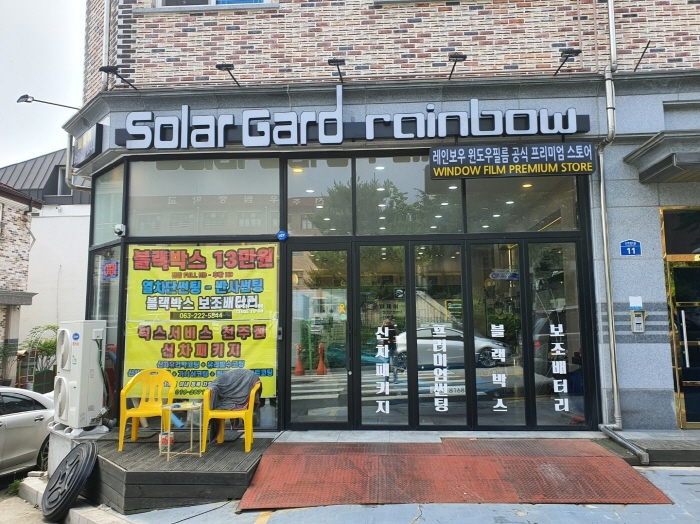 Solar Gard rainbow
레인보우 윈도우필름 공식 프리미엄 스토어
WINDOW FILM PREMIUM STORE
블랙박스 13만원
열차단썬팅 - 반사썬팅
블랙박스 보조배터리
063-222-5844
덱스서비스 전주점
신차패키지
신차패키지
프리미엄썬팅
블랙박스
보조배터리
11